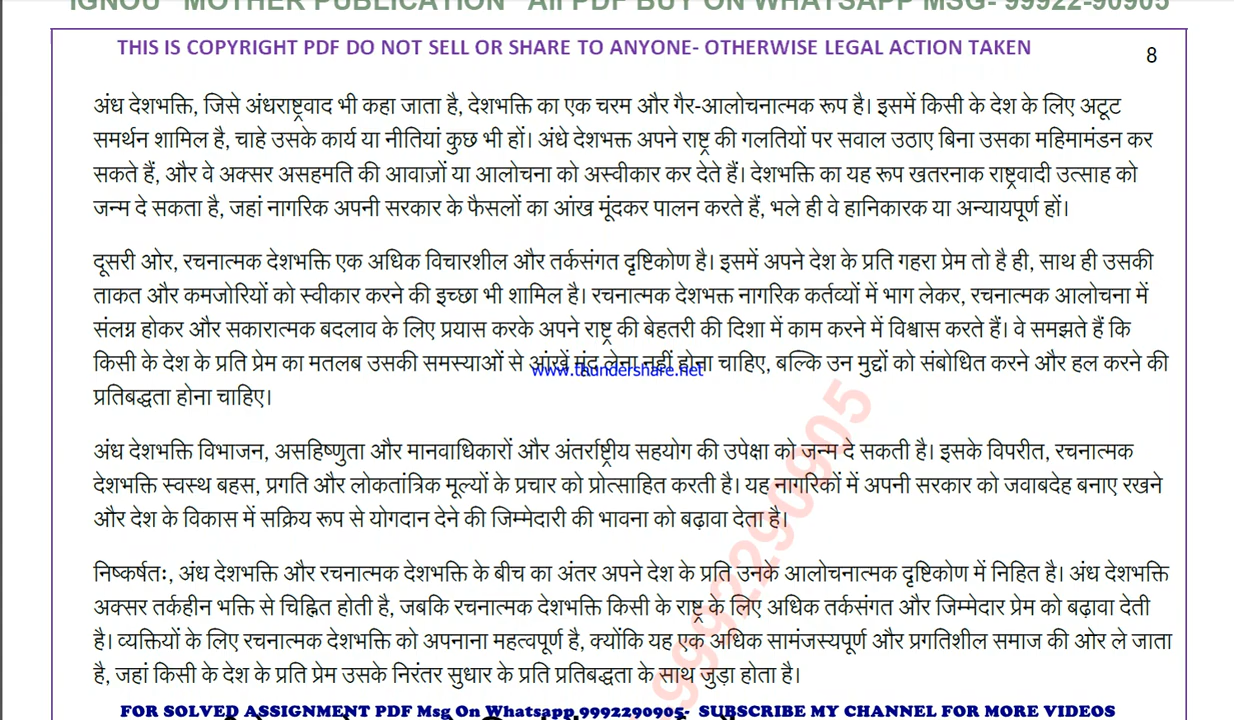 IGNOU "MOTHER PUBLICATION" All PDF BUY ON WHATSAPP MSG- 99922-90905
THIS IS COPYRIGHT PDF DO NOT SELL OR SHARE TO ANYONE- OTHERWISE LEGAL ACTION TAKEN
8
अंध देशभक्ति, जिसे अंधराष्ट्रवाद भी कहा जाता है, देशभक्ति का एक चरम और गैर-आलोचनात्मक रूप है। इसमें किसी के देश के लिए अटूट
समर्थन शामिल है, चाहे उसके कार्य या नीतियां कुछ भी हों। अंधे देशभक्त अपने राष्ट्र की गलतियों पर सवाल उठाए बिना उसका महिमामंडन कर
सकते हैं, और वे अक्सर असहमति की आवाज़ों या आलोचना को अस्वीकार कर देते हैं। देशभक्ति का यह रूप खतरनाक राष्ट्रवादी उत्साह को
जन्म दे सकता है, जहां नागरिक अपनी सरकार के फैसलों का आंख मूंदकर पालन करते हैं, भले ही वे हानिकारक या अन्यायपूर्ण हों।
दूसरी ओर, रचनात्मक देशभक्ति एक अधिक विचारशील और तर्कसंगत दृष्टिकोण है। इसमें अपने देश के प्रति गहरा प्रेम तो है ही, साथ ही उसकी
ताकत और कमजोरियों को स्वीकार करने की इच्छा भी शामिल है। रचनात्मक देशभक्त नागरिक कर्तव्यों में भाग लेकर, रचनात्मक आलोचना में
संलग्न होकर और सकारात्मक बदलाव के लिए प्रयास करके अपने राष्ट्र की बेहतरी की दिशा में काम करने में विश्वास करते हैं। वे समझते हैं कि
किसी के देश के प्रति प्रेम का मतलब उसकी समस्याओं से आंखें मूंद लेना नहीं होना चाहिए, बल्कि उन मुद्दों को संबोधित करने और हल करने की
www.thundershare.net
प्रतिबद्धता होना चाहिए।
अंध देशभक्ति विभाजन, असहिष्णुता और मानवाधिकारों और अंतर्राष्ट्रीय सहयोग की उपेक्षा को जन्म दे सकती है। इसके विपरीत, रचनात्मक
देशभक्ति स्वस्थ बहस, प्रगति और लोकतांत्रिक मूल्यों के प्रचार को प्रोत्साहित करती है। यह नागरिकों में अपनी सरकार को जवाबदेह बनाए रखने
और देश के विकास में सक्रिय रूप से योगदान देने की जिम्मेदारी की भावना को बढ़ावा देता है।
निष्कर्षतः, अंध देशभक्ति और रचनात्मक देशभक्ति के बीच का अंतर अपने देश के प्रति उनके आलोचनात्मक दृष्टिकोण में निहित है। अंध देशभक्ति
अक्सर तर्कहीन भक्ति से चिह्नित होती है, जबकि रचनात्मक देशभक्ति किसी के राष्ट्र के लिए अधिक तर्कसंगत और जिम्मेदार प्रेम को बढ़ावा देती
है। व्यक्तियों के लिए रचनात्मक देशभक्ति को अपनाना महत्वपूर्ण है, क्योंकि यह एक अधिक सामंजस्यपूर्ण और प्रगतिशील समाज की ओर ले जाता
है, जहां किसी के देश के प्रति प्रेम उसके निरंतर सुधार के प्रति प्रतिबद्धता के साथ जुड़ा होता है।
9992290905
FOR SOLVED ASSIGNMENT PDF Msg On Whatsapp 9992290905- SUBSCRIBE MY CHANNEL FOR MORE VIDEOS